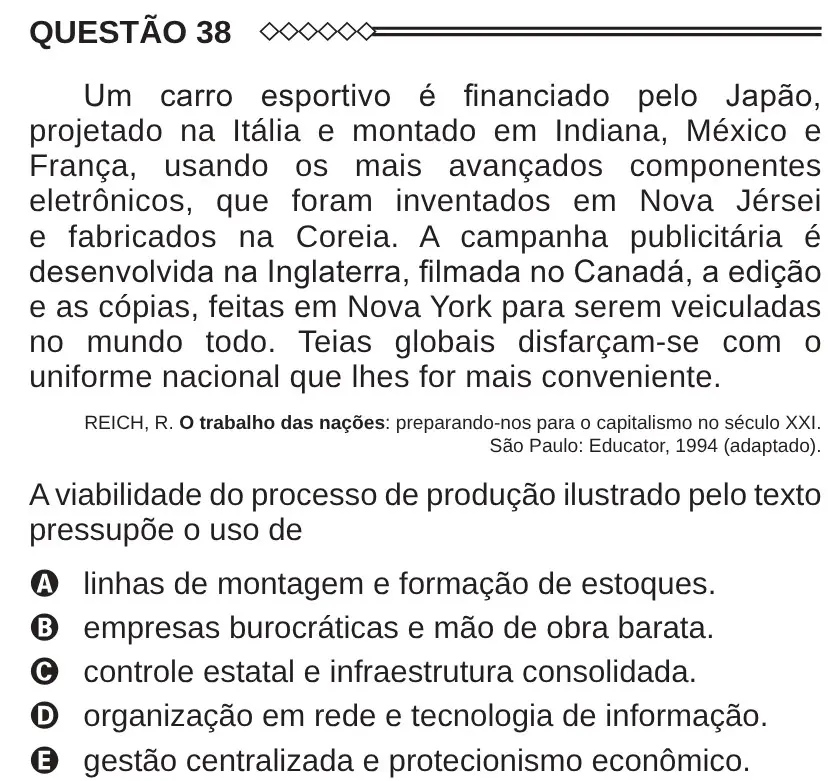 QUESTÃO 38
Um carro esportivo é financiado pelo Japão,
projetado na Itália e montado em Indiana, México e
França, usando os mais avançados componentes
eletrônicos, que foram inventados em Nova Jérsei
e fabricados na Coreia. A campanha publicitária é
desenvolvida na Inglaterra, filmada no Canadá, a edição
e as cópias, feitas em Nova York para serem veiculadas
no mundo todo. Teias globais disfarçam-se com o
uniforme nacional que lhes for mais conveniente.
REICH, R. O trabalho das nações: preparando-nos para o capitalismo no século XXI.
São Paulo: Educator, 1994 (adaptado).
A viabilidade do processo de produção ilustrado pelo texto
pressupõe o uso de
A linhas de montagem e formação de estoques.
B empresas burocráticas e mão de obra barata.
C controle estatal e infraestrutura consolidada.
D organização em rede e tecnologia de informação.
E gestão centralizada e protecionismo econômico.